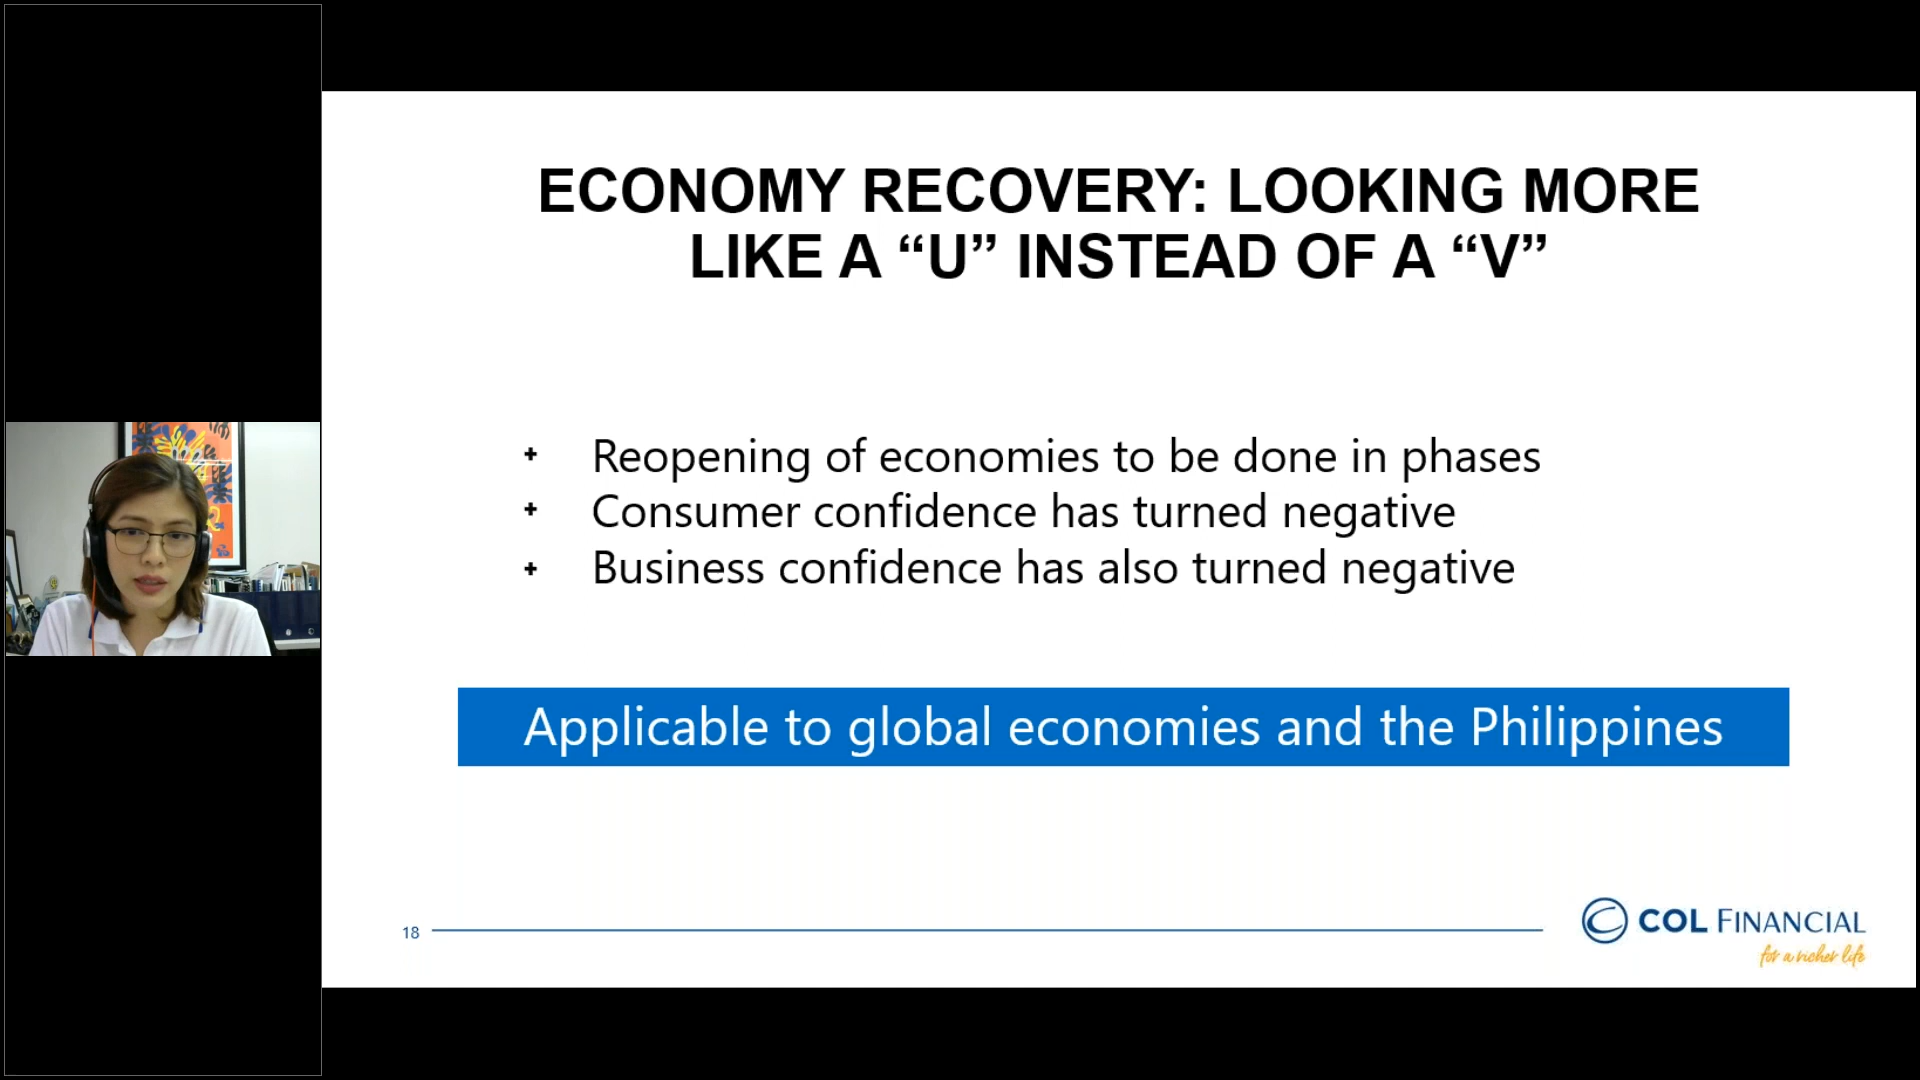 ECONOMY RECOVERY: LOOKING MORE
LIKE A “U” INSTEAD OF A “V”
+ Reopening of economies to be done in phases
+ Consumer confidence has turned negative
+ Business confidence has also turned negative
Applicable to global economies and the Philippines
18
COL FINANCIAL
for a richer life